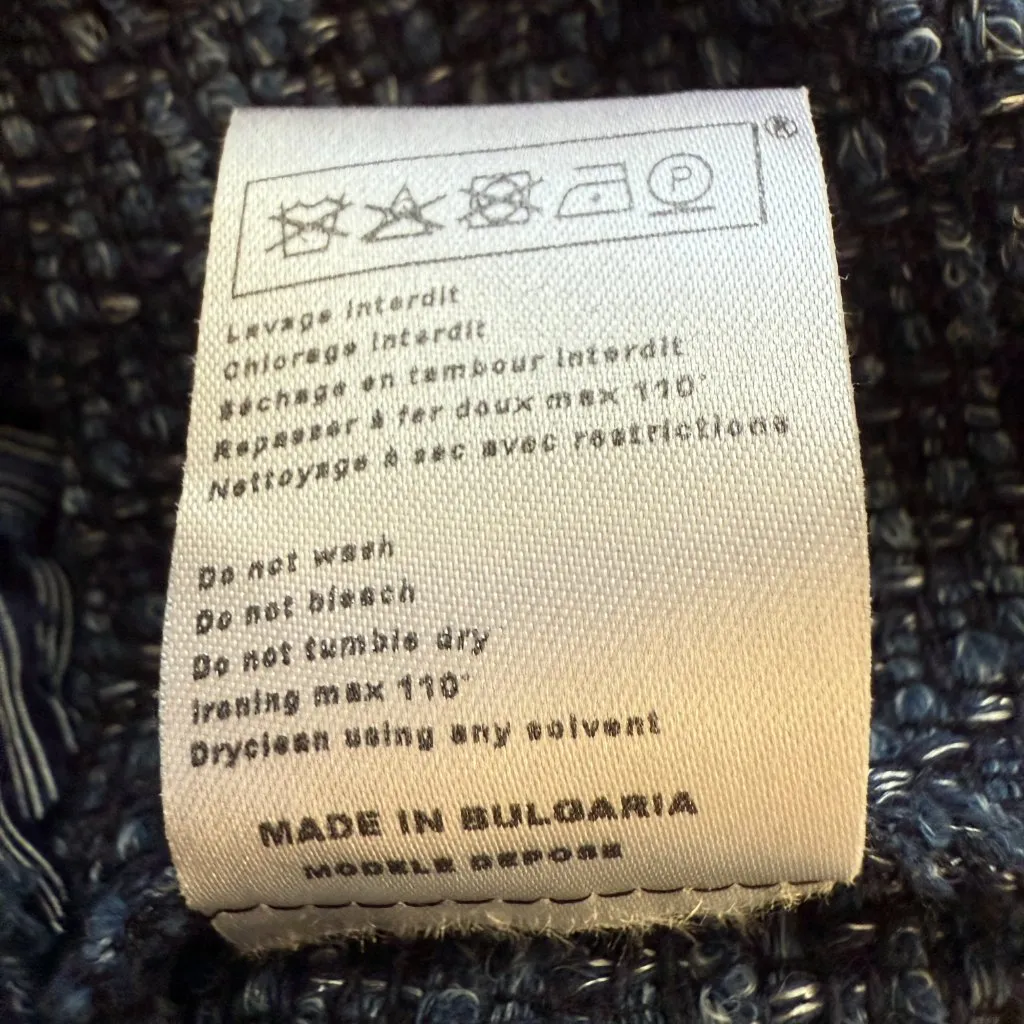 ®
P
Lavage interdit
Chlorage interdit
Séchage en tambour interdit
Repasser à fer doux max 110°
Nettoyage à sec avec restrictions
Do not wash
Do not bleach
Do not tumble dry
Ironing max 110°
Dryclean using any solvent
MADE IN BULGARIA
MODELE DEPOSE